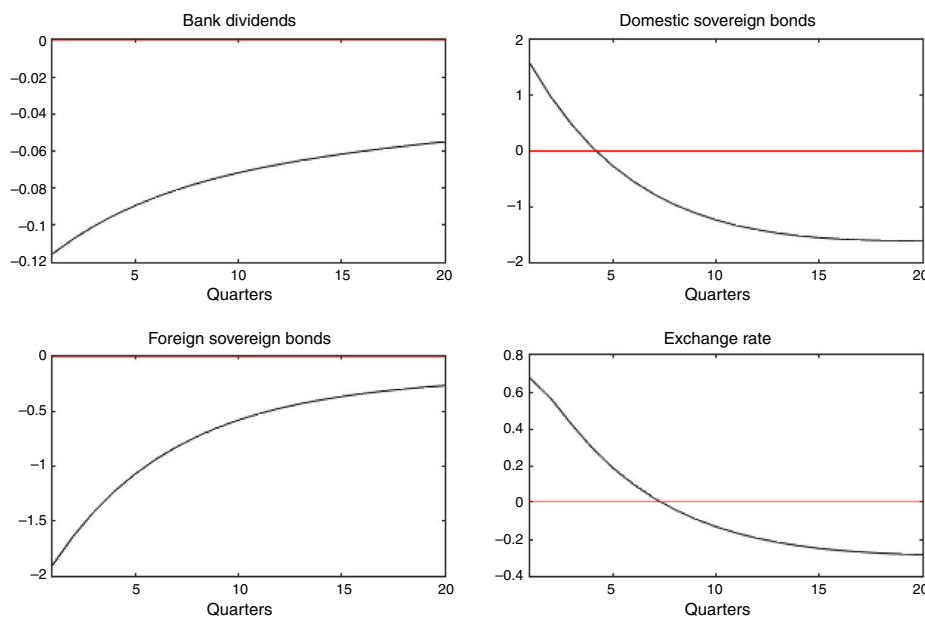 Bank dividends
0
–0.02
–0.04
–0.06
–0.08
–0.1
–0.12
5 10 15 20
Quarters
Domestic sovereign bonds
2
1
0
–1
–2
5 10 15 20
Quarters
Foreign sovereign bonds
0
–0.5
–1
–1.5
–2
5 10 15 20
Quarters
Exchange rate
0.8
0.6
0.4
0.2
0
–0.2
–0.4
5 10 15 20
Quarters